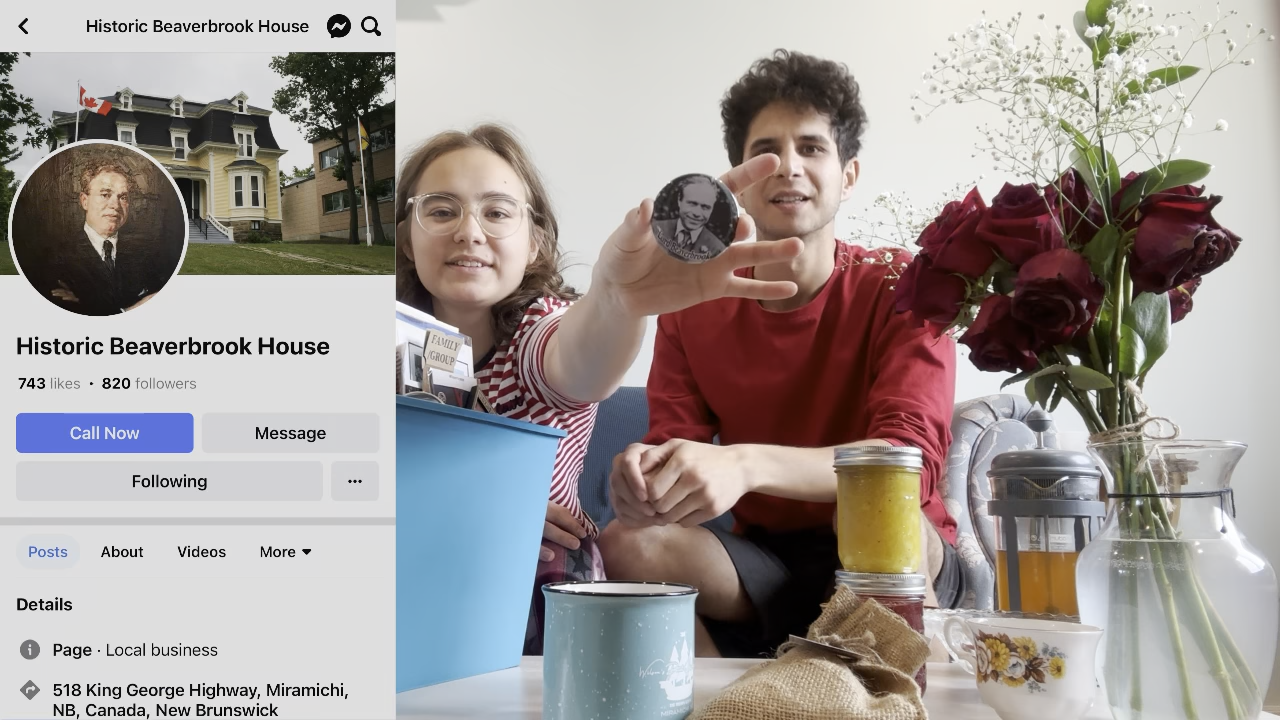 Historic Beaverbrook House
Historic Beaverbrook House
743 likes • 820 followers
Call Now
Message
Following
Posts
About
Videos
More
Details
Page · Local business
518 King George Highway, Miramichi,
NB, Canada, New Brunswick
FAMILY
/GROUP